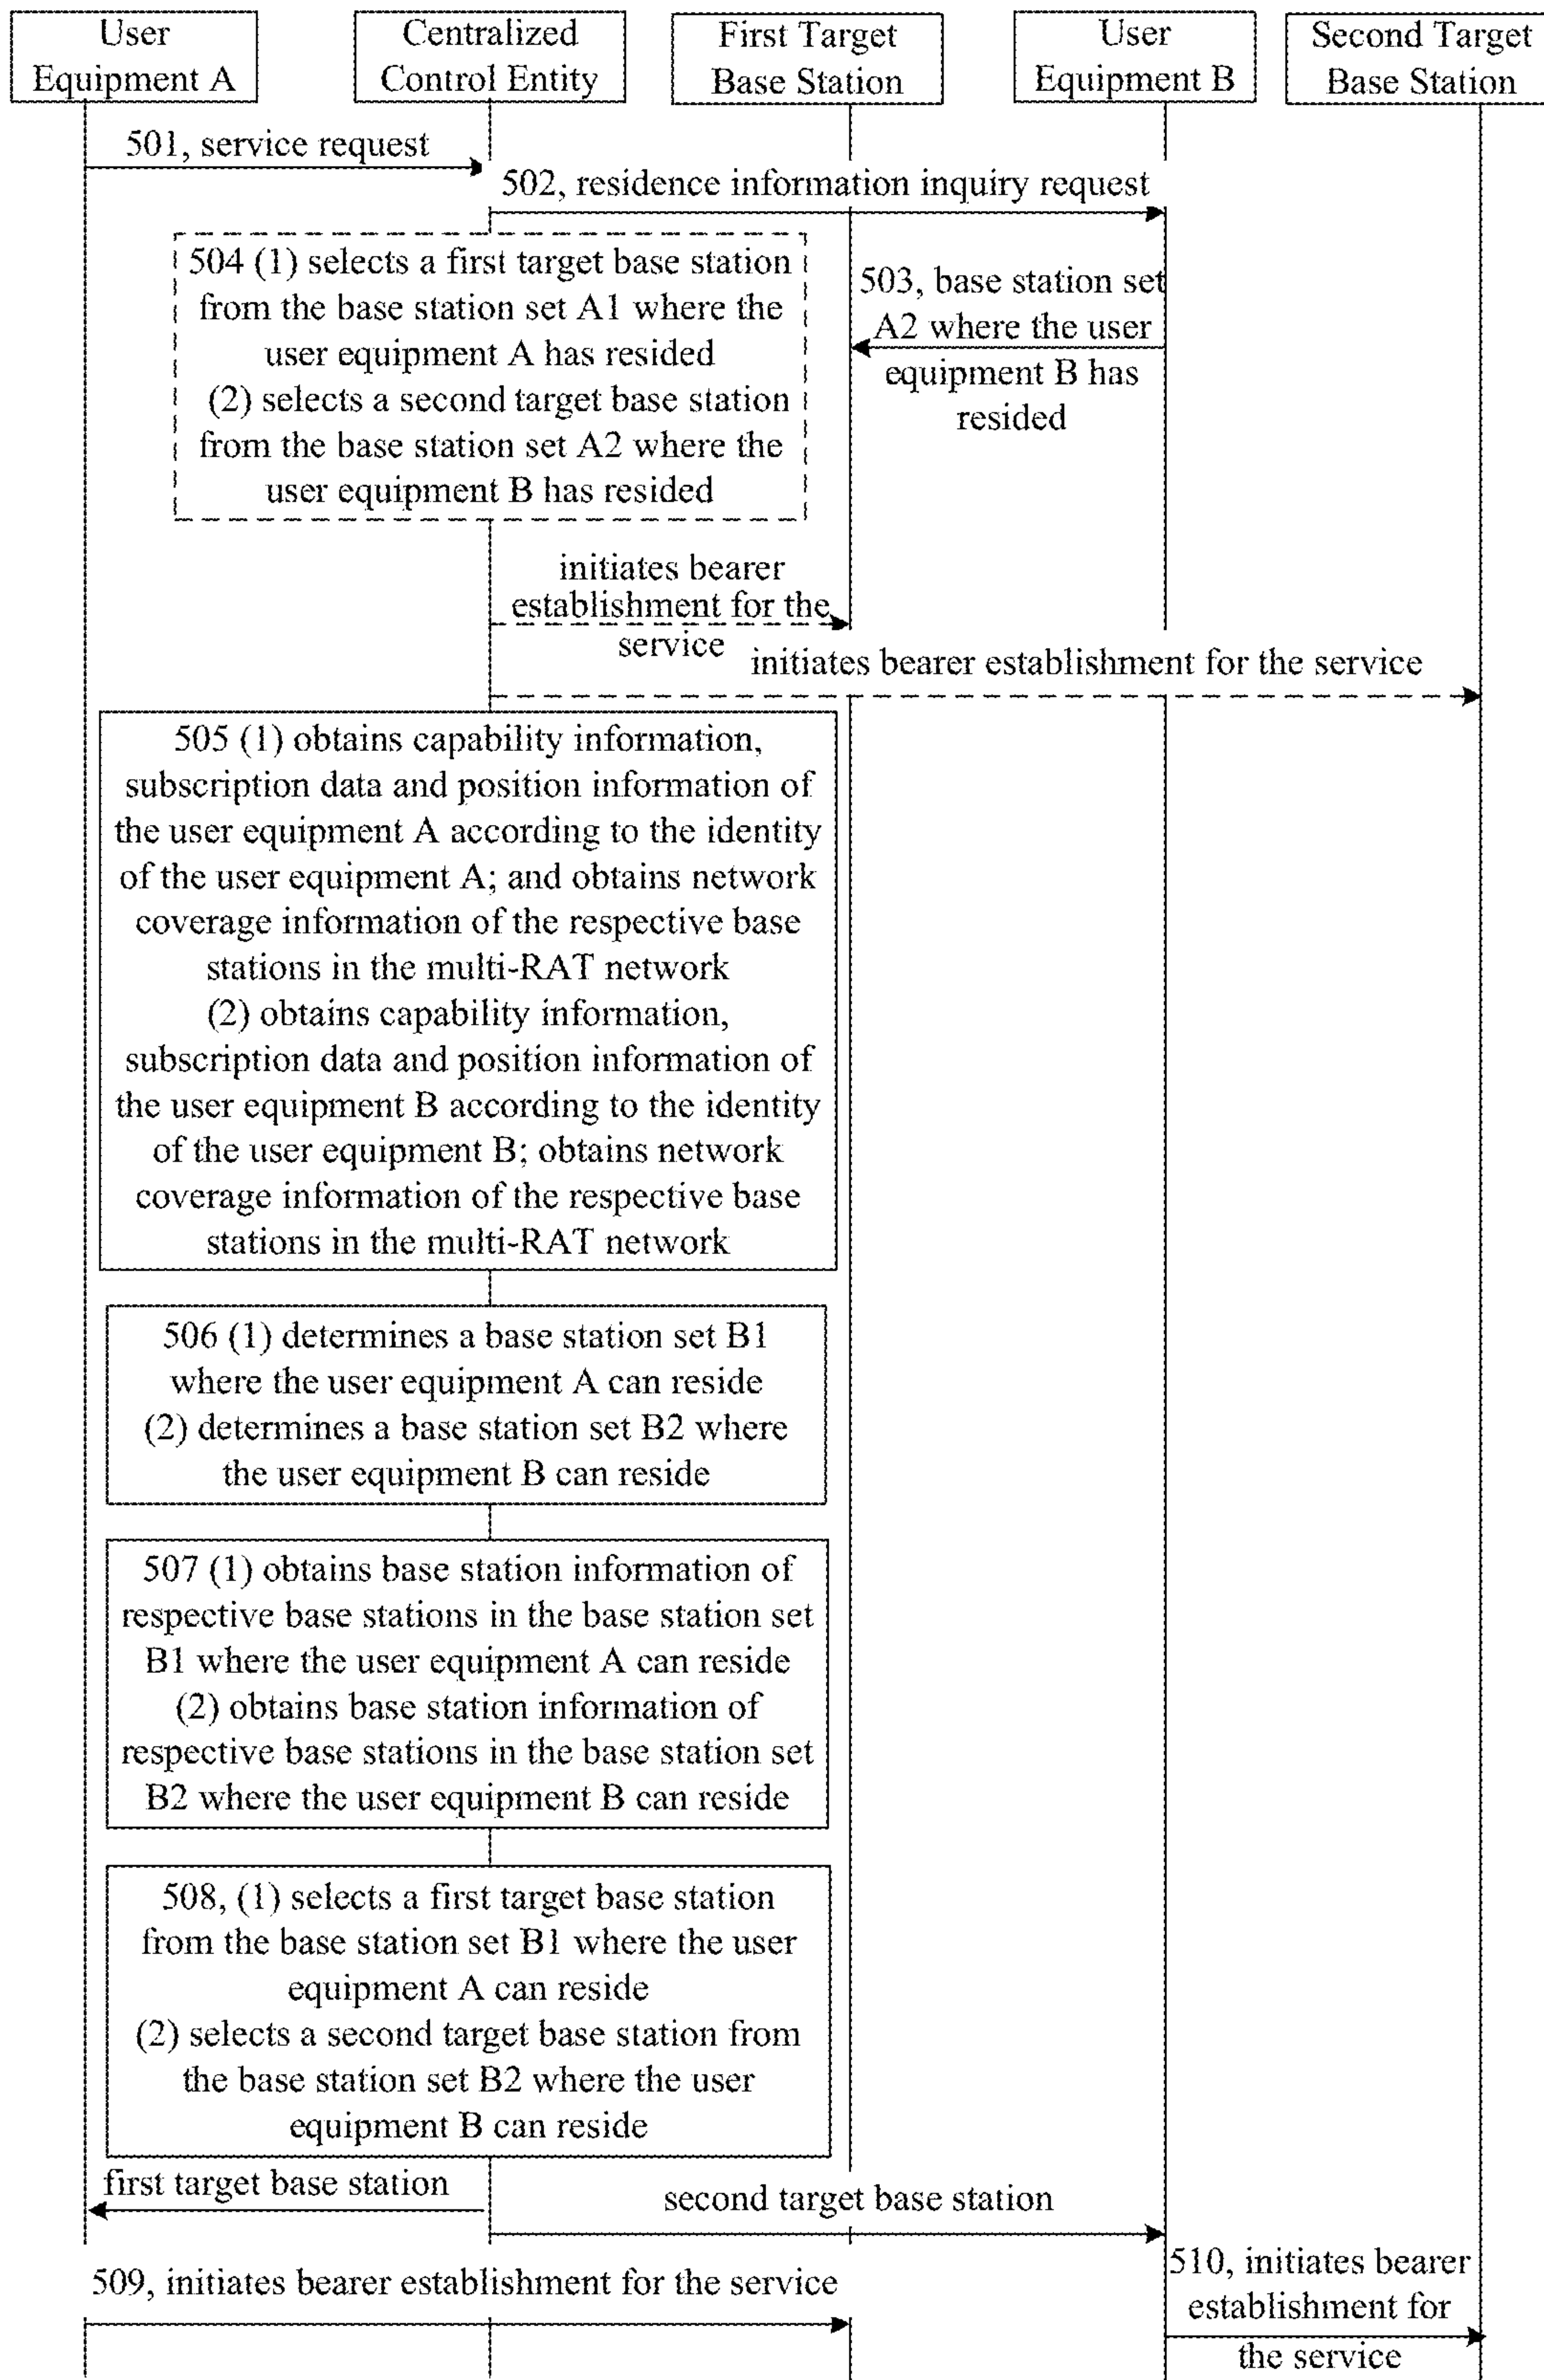 User
Equipment A
Centralized
Control Entity
First Target
Base Station
User
Equipment B
Second Target
Base Station
501, service request
502, residence information inquiry request
503, base station set
A2 where the user
equipment B has
resided
504 (1) selects a first target base station
from the base station set A1 where the
user equipment A has resided
(2) selects a second target base station
from the base station set A2 where the
user equipment B has resided
initiates bearer
establishment for the
service
initiates bearer establishment for the service
505 (1) obtains capability information,
subscription data and position information of
the user equipment A according to the identity
of the user equipment A; and obtains network
coverage information of the respective base
stations in the multi-RAT network
(2) obtains capability information,
subscription data and position information of
the user equipment B according to the identity
of the user equipment B; obtains network
coverage information of the respective base
stations in the multi-RAT network
506 (1) determines a base station set B1
where the user equipment A can reside
(2) determines a base station set B2 where
the user equipment B can reside
507 (1) obtains base station information of
respective base stations in the base station set
B1 where the user equipment A can reside
(2) obtains base station information of
respective base stations in the base station set
B2 where the user equipment B can reside
508, (1) selects a first target base station
from the base station set B1 where the user
equipment A can reside
(2) selects a second target base station from
the base station set B2 where the user
equipment B can reside
first target base station
second target base station
509, initiates bearer establishment for the service
510, initiates bearer
establishment for
the service